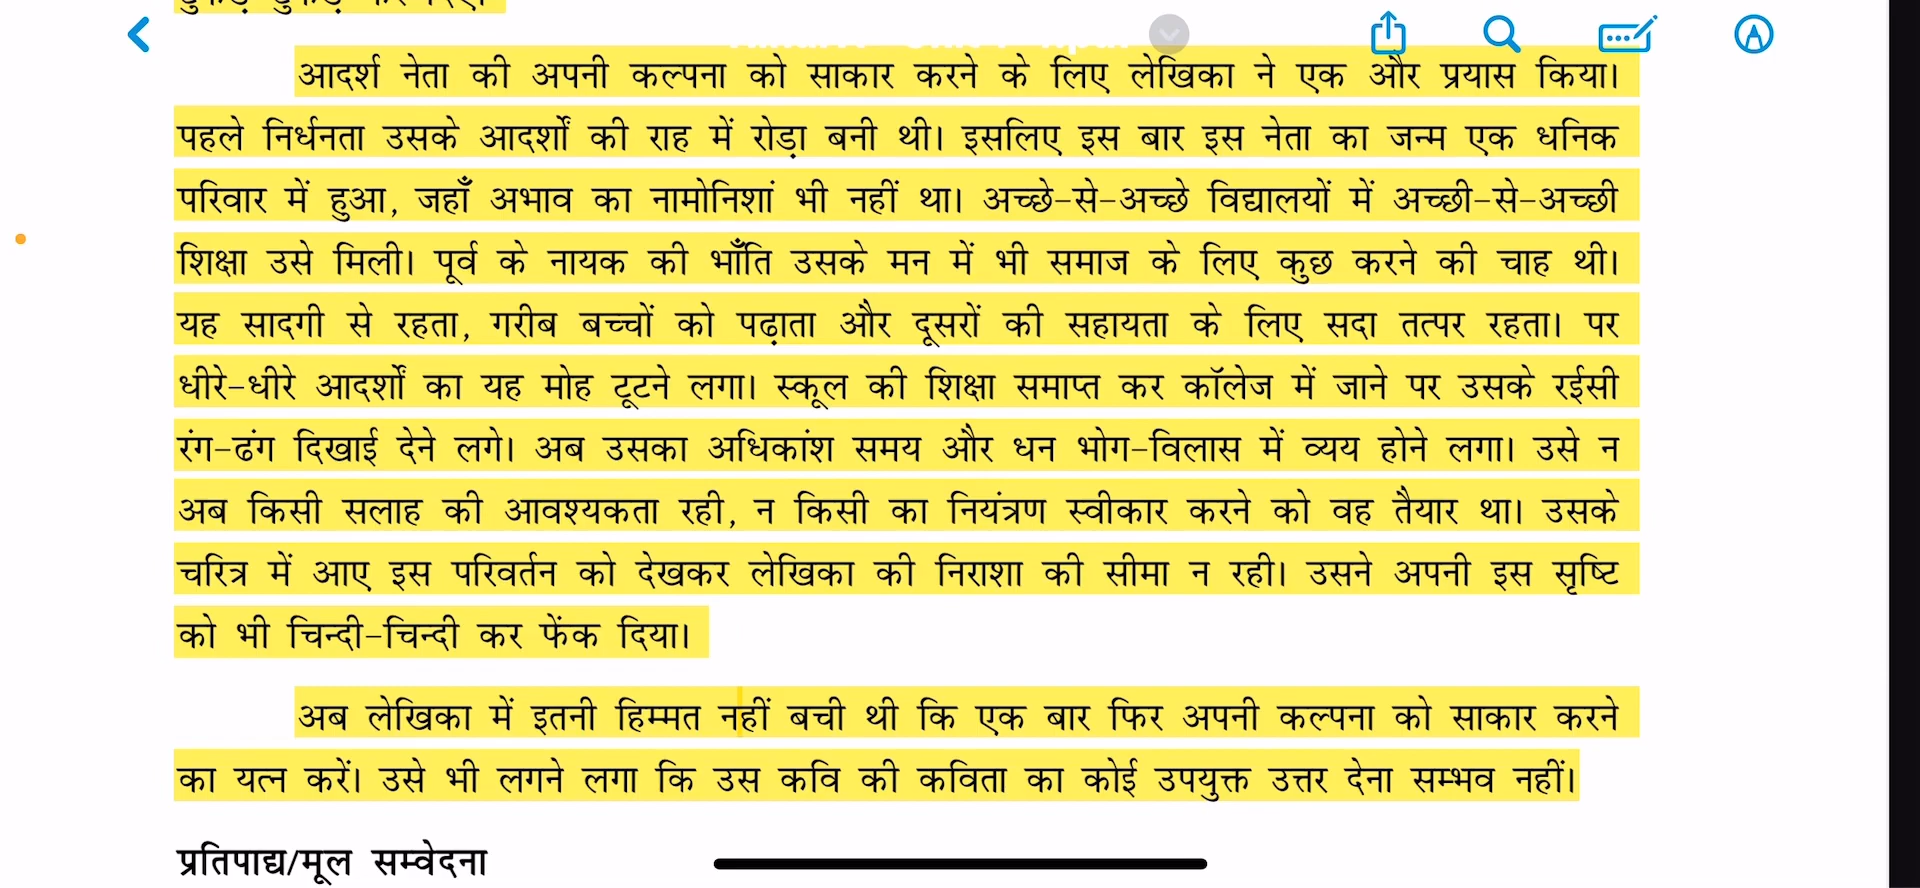 आदर्श नेता की अपनी कल्पना को साकार करने के लिए लेखिका ने एक और प्रयास किया।
पहले निर्धनता उसके आदर्शों की राह में रोड़ा बनी थी। इसलिए इस बार इस नेता का जन्म एक धनिक
परिवार में हुआ, जहाँ अभाव का नामोनिशां भी नहीं था। अच्छे-से-अच्छे विद्यालयों में अच्छी-से-अच्छी
शिक्षा उसे मिली। पूर्व के नायक की भाँति उसके मन में भी समाज के लिए कुछ करने की चाह थी।
यह सादगी से रहता, गरीब बच्चों को पढ़ाता और दूसरों की सहायता के लिए सदा तत्पर रहता। पर
धीरे-धीरे आदर्शों का यह मोह टूटने लगा। स्कूल की शिक्षा समाप्त कर कॉलेज में जाने पर उसके रईसी
रंग-ढंग दिखाई देने लगे। अब उसका अधिकांश समय और धन भोग-विलास में व्यय होने लगा। उसे न
अब किसी सलाह की आवश्यकता रही, न किसी का नियंत्रण स्वीकार करने को वह तैयार था। उसके
चरित्र में आए इस परिवर्तन को देखकर लेखिका की निराशा की सीमा न रही। उसने अपनी इस सृष्टि
को भी चिन्दी-चिन्दी कर फेंक दिया।
अब लेखिका में इतनी हिम्मत नहीं बची थी कि एक बार फिर अपनी कल्पना को साकार करने
का यत्न करें। उसे भी लगने लगा कि उस कवि की कविता का कोई उपयुक्त उत्तर देना सम्भव नहीं।
प्रतिपाद्य/मूल सम्वेदना